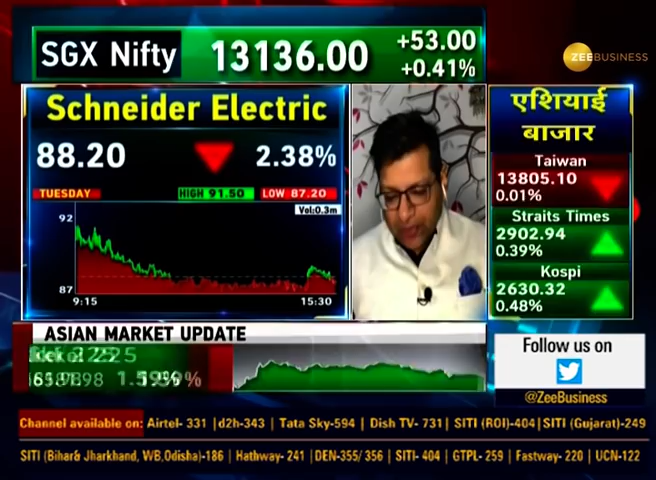 SGX Nifty 13136.00 +53.00
+0.41%
ZEE BUSINESS
Schneider Electric
88.20 2.38%
TUESDAY HIGH 91.50 LOW 87.20
Vol:0.3m
92
87
9:15 15:30
एशियाई
बाजार
Taiwan
13805.10
0.01%
Straits Times
2902.94
0.39%
Kospi
2630.32
0.48%
ASIAN MARKET UPDATE
Follow us on
@ZeeBusiness
Channel available on: Airtel- 331 |d2h-343 | Tata Sky-594 | Dish TV- 731| SITI (ROI)-404|SITI (Gujarat)-249
SITI (Bihar& Jharkhand, WB,Odisha)-186 | Hathway- 241 |DEN-355/ 356 | SITI- 404 | GTPL- 259 | Fastway- 220 | UCN-122